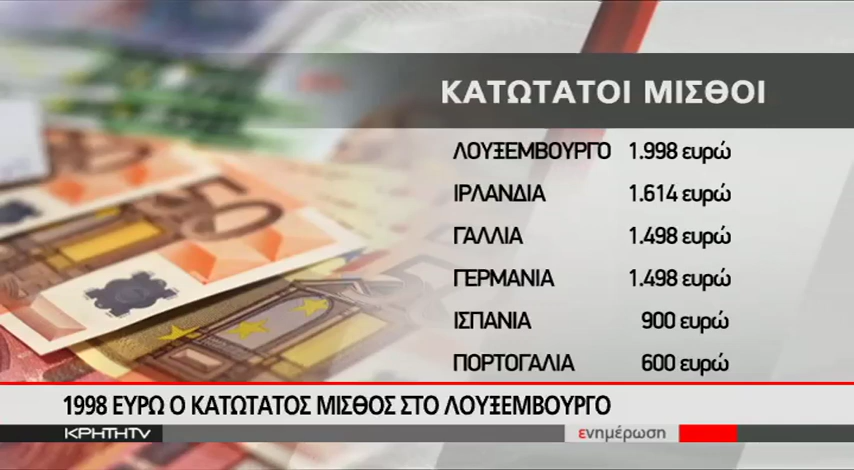 ΚΑΤΩΤΑΤΟΙ ΜΙΣΘΟΙ
ΛΟΥΞΕΜΒΟΥΡΓΟ 1.998 ευρώ
ΙΡΛΑΝΔΙΑ 1.614 ευρώ
ΓΑΛΛΙΑ 1.498 ευρώ
ΓΕΡΜΑΝΙΑ 1.498 ευρώ
ΙΣΠΑΝΙΑ 900 ευρώ
ΠΟΡΤΟΓΑΛΙΑ 600 ευρώ
1998 ΕΥΡΩ Ο ΚΑΤΩΤΑΤΟΣ ΜΙΣΘΟΣ ΣΤΟ ΛΟΥΞΕΜΒΟΥΡΓΟ
ΚΡΗΤΗTV ενημέρωση